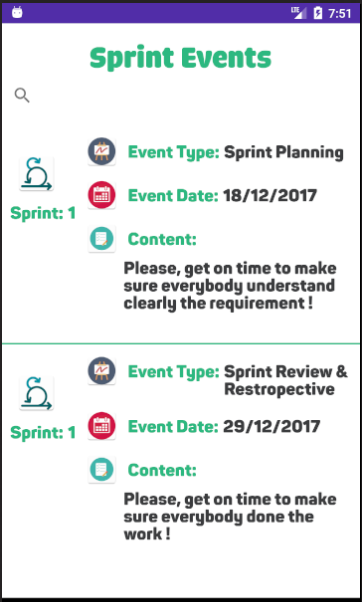 LTE 7:51
Sprint Events
Event Type: Sprint Planning
Event Date: 18/12/2017
Sprint: 1
Content:
Please, get on time to make
sure everybody understand
clearly the requirement !
Event Type: Sprint Review &
Restropective
Event Date: 29/12/2017
Sprint: 1
Content:
Please, get on time to make
sure everybody done the
work !